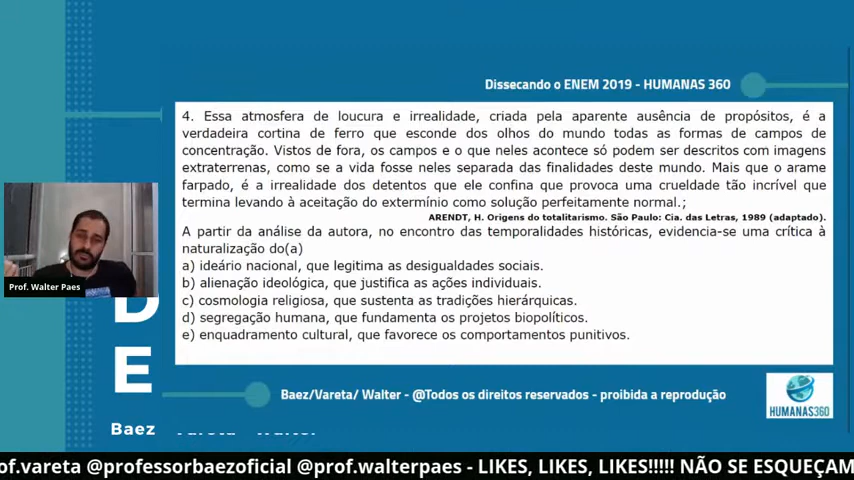 Dissecando o ENEM 2019 - HUMANAS 360
4. Essa atmosfera de loucura e irrealidade, criada pela aparente ausência de propósitos, é a
verdadeira cortina de ferro que esconde dos olhos do mundo todas as formas de campos de
concentração. Vistos de fora, os campos e o que neles acontece só podem ser descritos com imagens
extraterrenas, como se a vida fosse neles separada das finalidades deste mundo. Mais que o arame
farpado, é a irrealidade dos detentos que ele confina que provoca uma crueldade tão incrível que
termina levando à aceitação do extermínio como solução perfeitamente normal.;
ARENDT, H. Origens do totalitarismo. São Paulo: Cia. das Letras, 1989 (adaptado).
A partir da análise da autora, no encontro das temporalidades históricas, evidencia-se uma crítica à
naturalização do(a)
a) ideário nacional, que legitima as desigualdades sociais.
b) alienação ideológica, que justifica as ações individuais.
c) cosmologia religiosa, que sustenta as tradições hierárquicas.
d) segregação humana, que fundamenta os projetos biopolíticos.
e) enquadramento cultural, que favorece os comportamentos punitivos.
Prof. Walter Paes
D
E
Baez/Vareta/ Walter - @Todos os direitos reservados - proibida a reprodução
HUMANAS360
Baez
of.vareta @professorbaezoficial @prof.walterpaes - LIKES, LIKES, LIKES!!!!! NÃO SE ESQUEÇAM